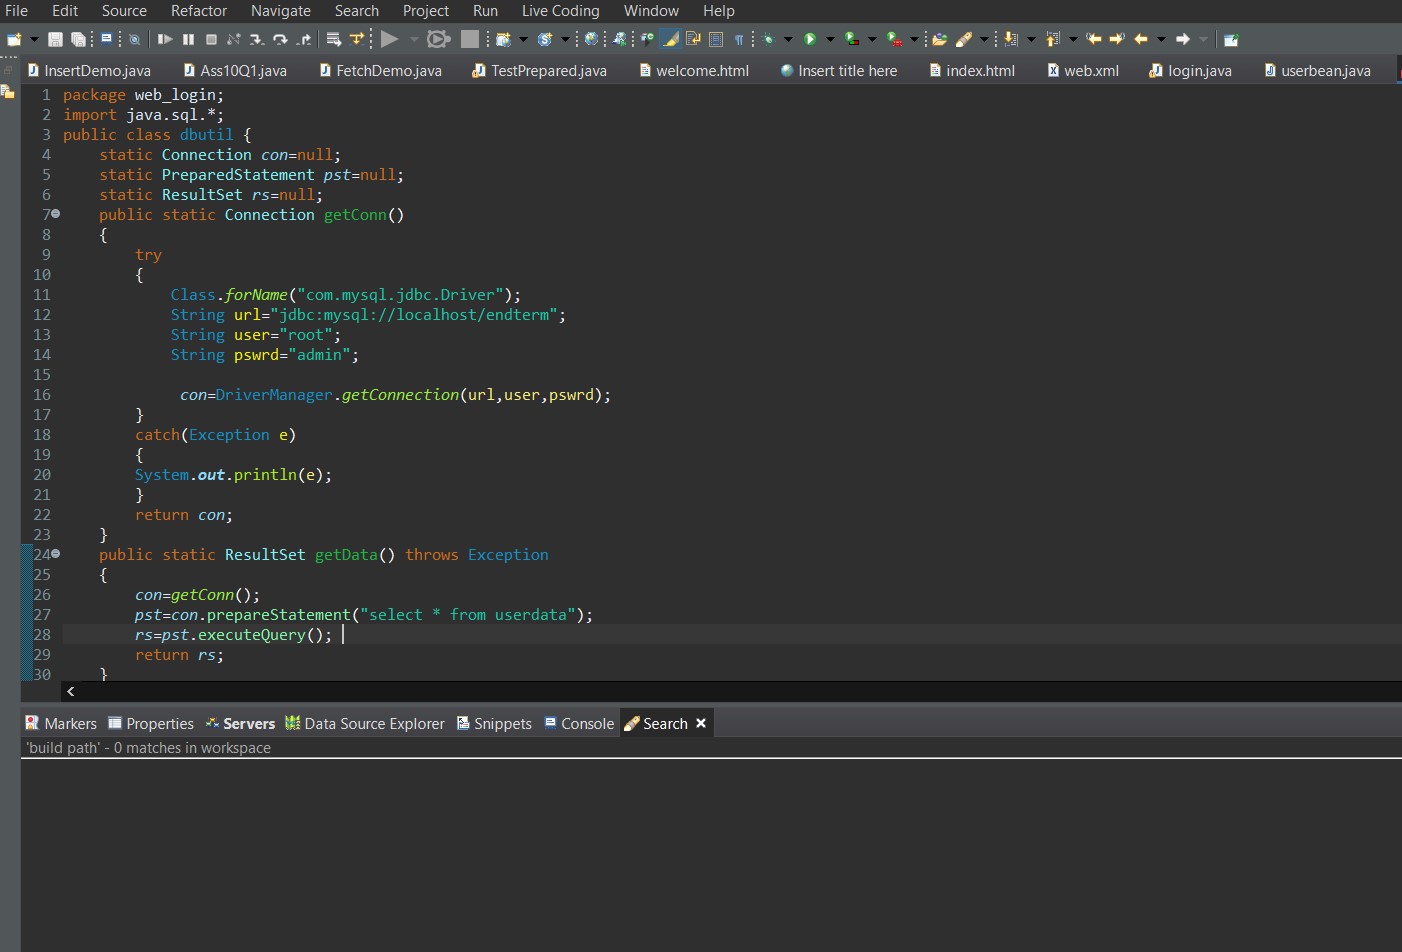 File Edit Source Refactor Navigate Search Project Run Live Coding Window Help
InsertDemo.java Ass10Q1.java FetchDemo.java TestPrepared.java welcome.html Insert title here index.html web.xml login.java userbean.java
1 package web_login;
2 import java.sql.*;
3 public class dbutil {
4 static Connection con=null;
5 static PreparedStatement pst=null;
6 static ResultSet rs=null;
7 public static Connection getConn()
8 {
9 try
10 {
11 Class.forName("com.mysql.jdbc.Driver");
12 String url="jdbc:mysql://localhost/endterm";
13 String user="root";
14 String pswrd="admin";
15
16 con=DriverManager.getConnection(url,user,pswrd);
17 }
18 catch(Exception e)
19 {
20 System.out.println(e);
21 }
22 return con;
23 }
24 public static ResultSet getData() throws Exception
25 {
26 con=getConn();
27 pst=con.prepareStatement("select * from userdata");
28 rs=pst.executeQuery();
29 return rs;
30 }
Markers Properties Servers Data Source Explorer Snippets Console Search
'build path' - 0 matches in workspace